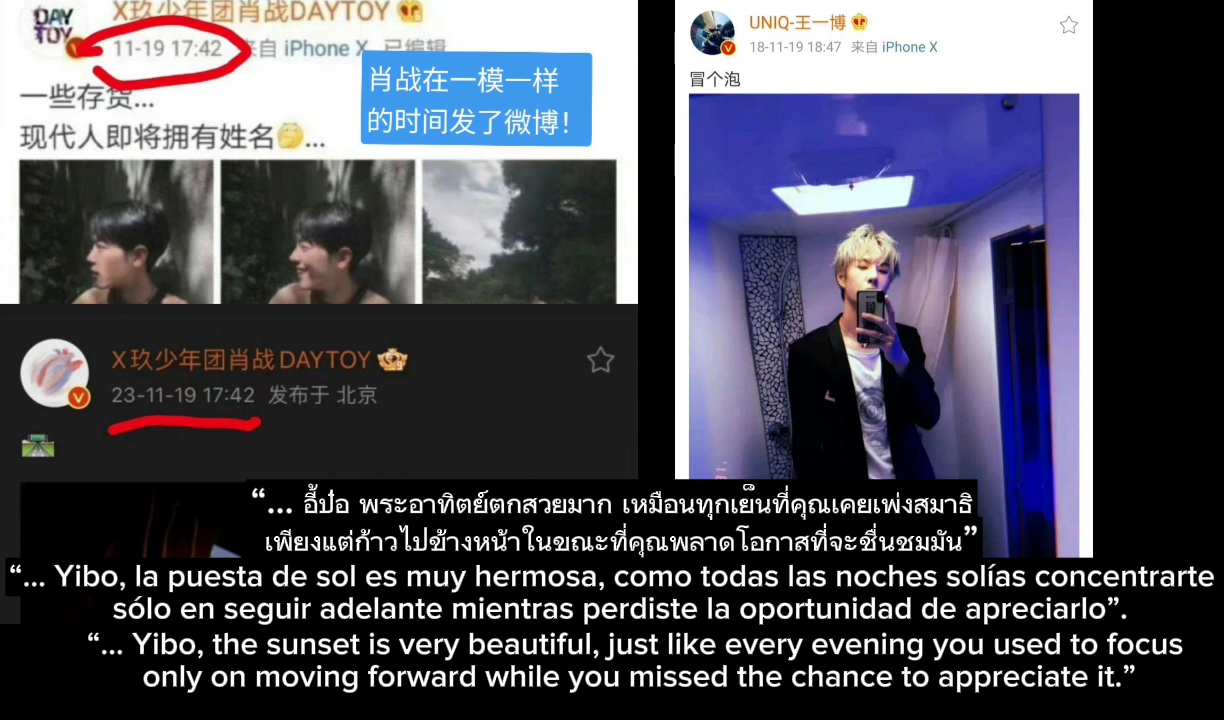 DAY
TOY
X玖少年团肖战DAYTOY
11-19 17:42 来自 iPhone X 已编辑
一些存货...
现代人即将拥有姓名🤔...
肖战在一模一样
的时间发了微博！
X玖少年团肖战DAYTOY
23-11-19 17:42 发布于 北京
🛤️
UNIQ-王一博
18-11-19 18:47 来自 iPhone X
冒个泡
“... อี้ป๋อ พระอาทิตย์ตกสวยมาก เหมือนทุกเย็นที่คุณเคยเพ่งสมาธิ
เพียงแต่ก้าวไปข้างหน้าในขณะที่คุณพลาดโอกาสที่จะชื่นชมมัน”
“... Yibo, la puesta de sol es muy hermosa, como todas las noches solías concentrarte
sólo en seguir adelante mientras perdiste la oportunidad de apreciarlo”.
“... Yibo, the sunset is very beautiful, just like every evening you used to focus
only on moving forward while you missed the chance to appreciate it.”